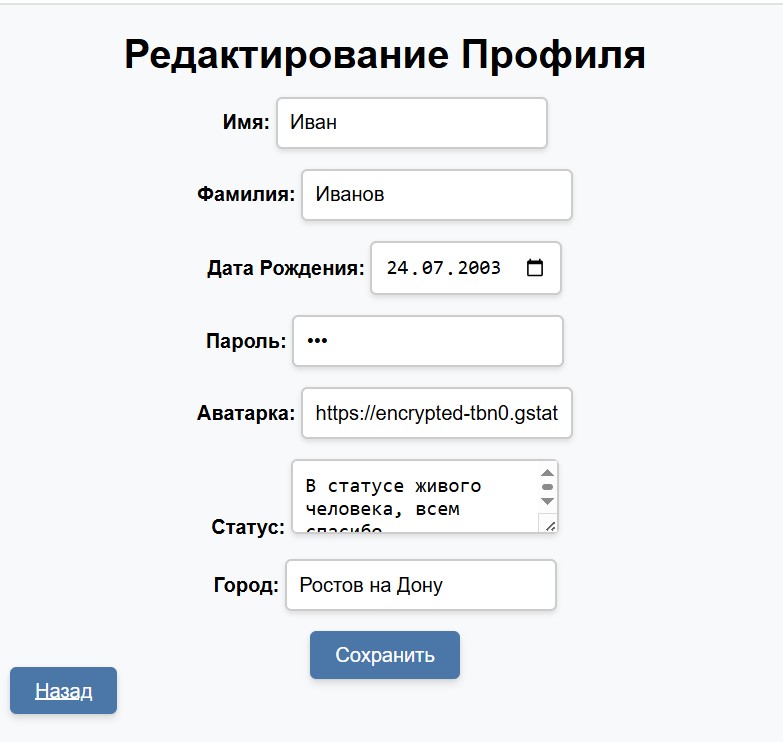 Редактирование Профиля
Имя: Иван
Фамилия: Иванов
Дата Рождения: 24.07.2003
Пароль: •••
Аватарка: https://encrypted-tbn0.gstat
В статусе живого
человека, всем
спасибо
Статус:
Город: Ростов на Дону
Сохранить
Назад